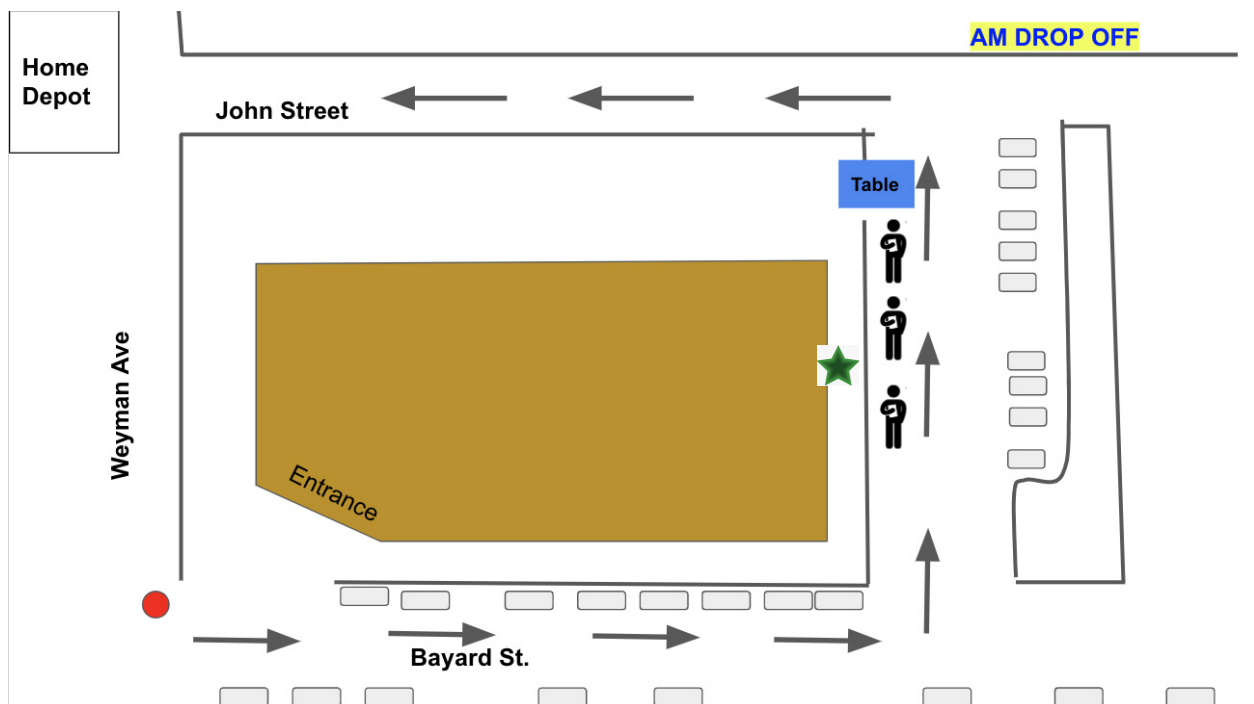 AM DROP OFF
Home
Depot
John Street
Table
Weyman Ave
Entrance
Bayard St.